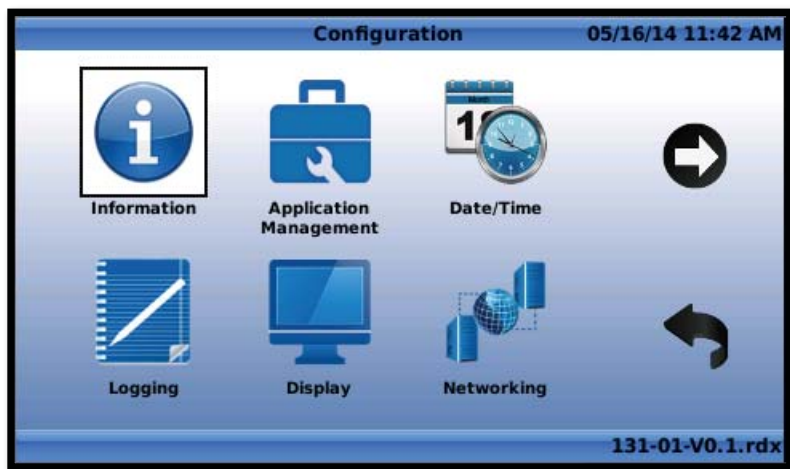 Configuration 05/16/14 11:42 AM
Month
Information
Application
Management
Date/Time
Logging
Display
Networking
131-01-V0.1.rdx